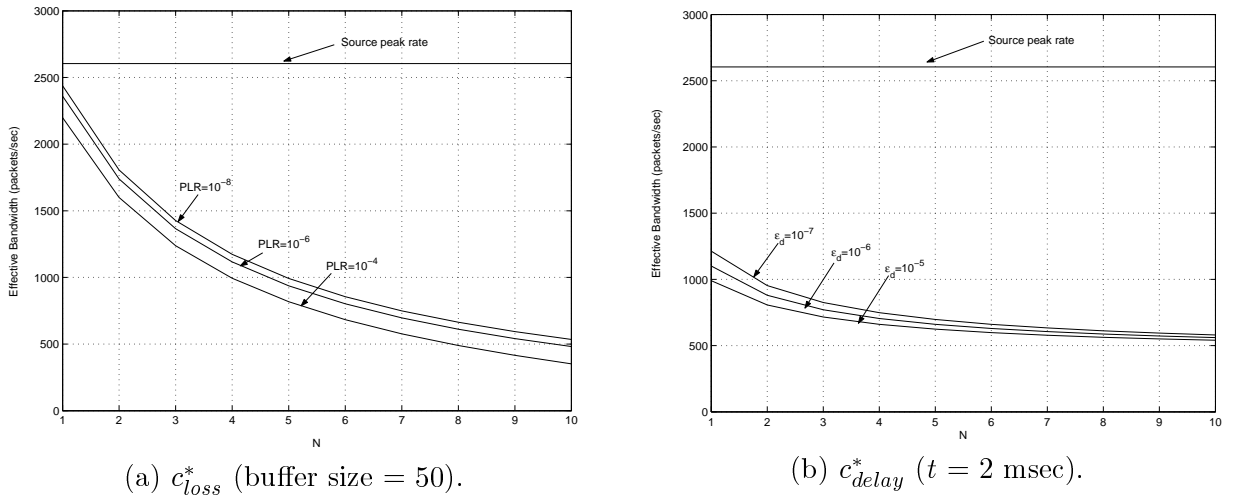 3000
2500
2000
1500
1000
500
0
Effective Bandwidth (packets/sec)
Source peak rate
PLR=10^−8
PLR=10^−6
PLR=10^−4
1 2 3 4 5 6 7 8 9 10
N
(a) c*_loss (buffer size = 50).
3000
2500
2000
1500
1000
500
0
Effective Bandwidth (packets/sec)
Source peak rate
ε_d=10^−7
ε_d=10^−6
ε_d=10^−5
1 2 3 4 5 6 7 8 9 10
N
(b) c*_delay (t = 2 msec).